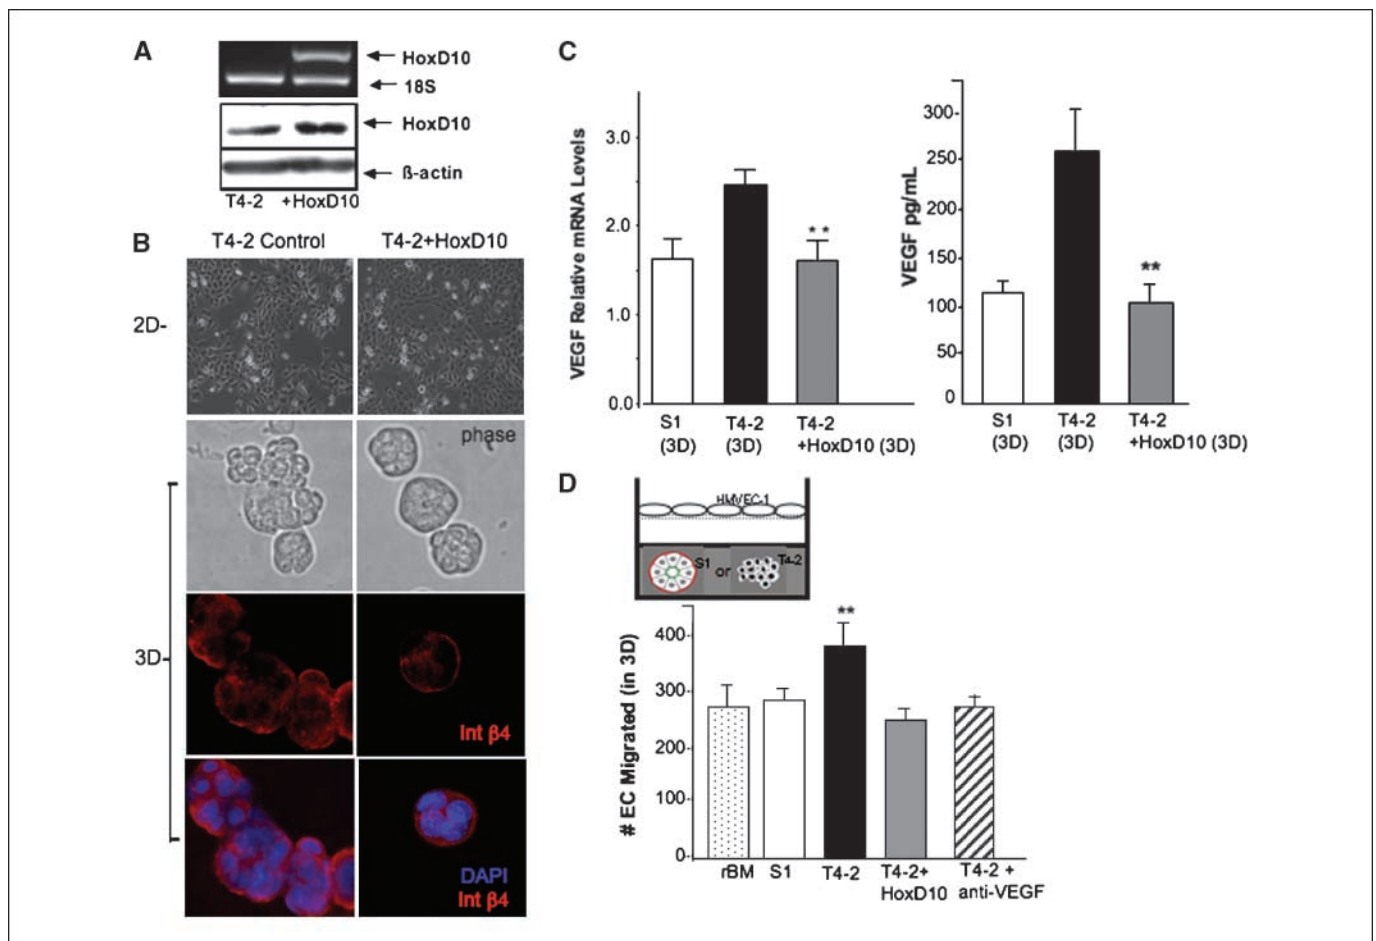 A
HoxD10
18S
HoxD10
ß-actin
T4-2 +HoxD10
B
T4-2 Control T4-2+HoxD10
2D-
phase
3D-
Int β4
DAPI
Int β4
C
VEGF Relative mRNA Levels
3.0
2.0
1.0
0.0
**
S1
(3D)
T4-2
(3D)
T4-2
+HoxD10 (3D)
VEGF pg/mL
300
250
200
150
100
50
0
**
S1
(3D)
T4-2
(3D)
T4-2
+HoxD10 (3D)
D
HMVEC-1
S1 or T4-2
# EC Migrated (in 3D)
400
300
200
100
0
**
rBM
S1
T4-2
T4-2+
HoxD10
T4-2 +
anti-VEGF